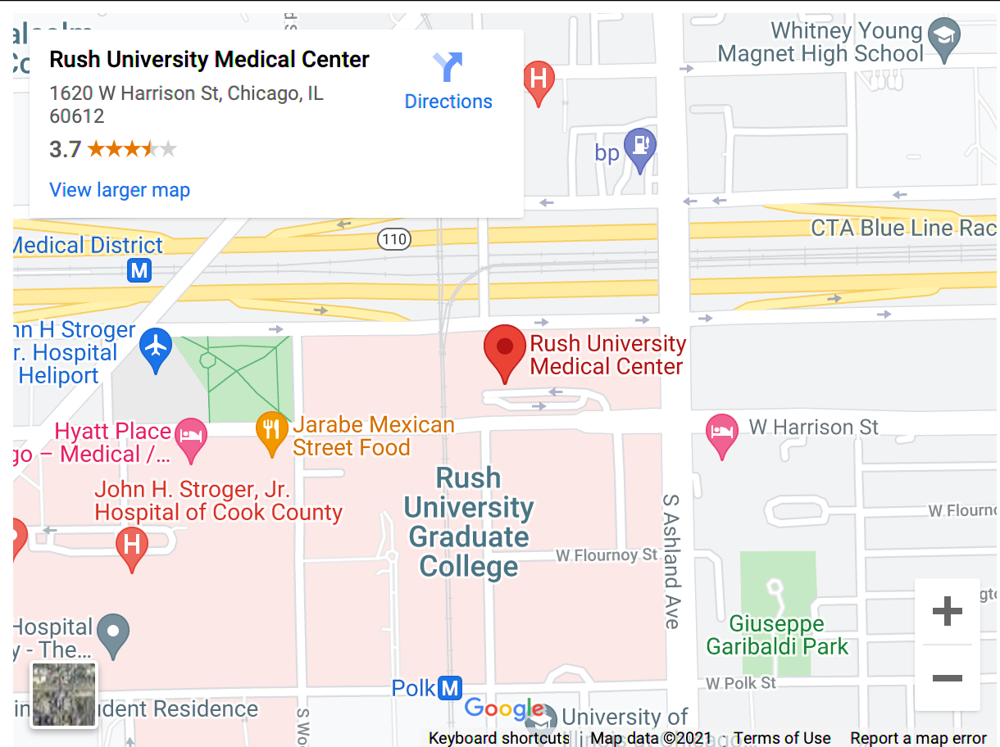 Rush University Medical Center
1620 W Harrison St, Chicago, IL
60612
3.7
View larger map
Directions
H
Whitney Young
Magnet High School
bp
110
CTA Blue Line Rac
Medical District
M
hn H Stroger
r. Hospital
Heliport
Rush University
Medical Center
Hyatt Place
go – Medical /...
Jarabe Mexican
Street Food
W Harrison St
John H. Stroger, Jr.
Hospital of Cook County
H
Rush
University
Graduate
College
S Ashland Ave
W Flourno
W Flournoy St
Giuseppe
Garibaldi Park
Hospital
y - The...
Polk
M
W Polk St
S Wo
udent Residence
Google
University of
Illinois at Chicago...
Keyboard shortcuts
Map data ©2021
Terms of Use
Report a map error